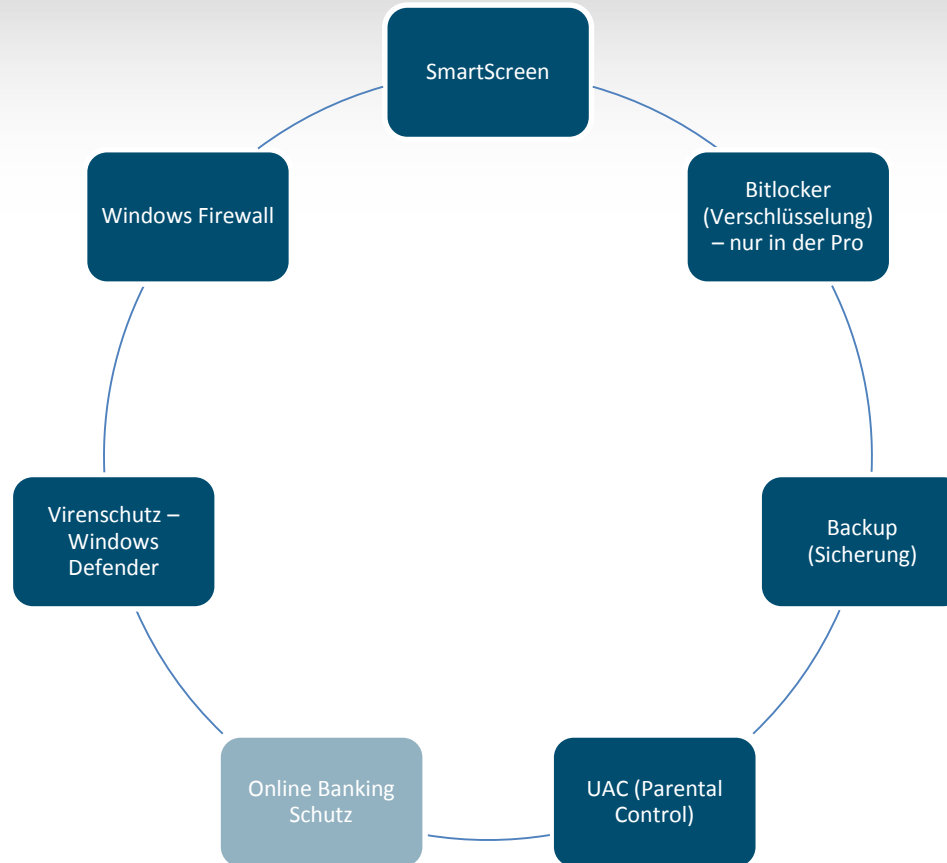 SmartScreen
Bitlocker
(Verschlüsselung)
– nur in der Pro
Backup
(Sicherung)
UAC (Parental
Control)
Online Banking
Schutz
Virenschutz –
Windows
Defender
Windows Firewall